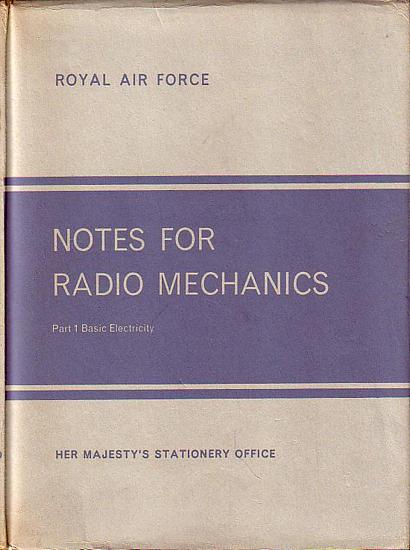 ROYAL AIR FORCE
NOTES FOR
RADIO MECHANICS
Part 1 Basic Electricity
HER MAJESTY'S STATIONERY OFFICE